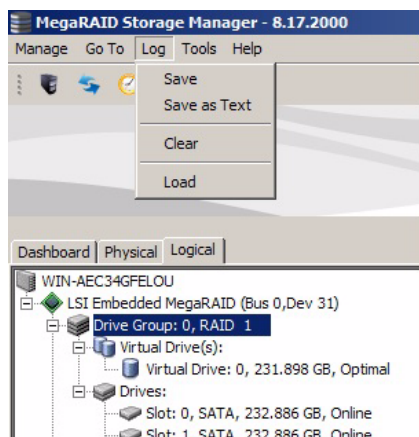 MegaRAID Storage Manager - 8.17.2000
Manage Go To Log Tools Help
Save
Save as Text
Clear
Load
Dashboard Physical Logical
WIN-AEC34GFELOU
LSI Embedded MegaRAID (Bus 0,Dev 31)
Drive Group: 0, RAID 1
Virtual Drive(s):
Virtual Drive: 0, 231.898 GB, Optimal
Drives:
Slot: 0, SATA, 232.886 GB, Online
Slot: 1, SATA, 232.886 GB, Online